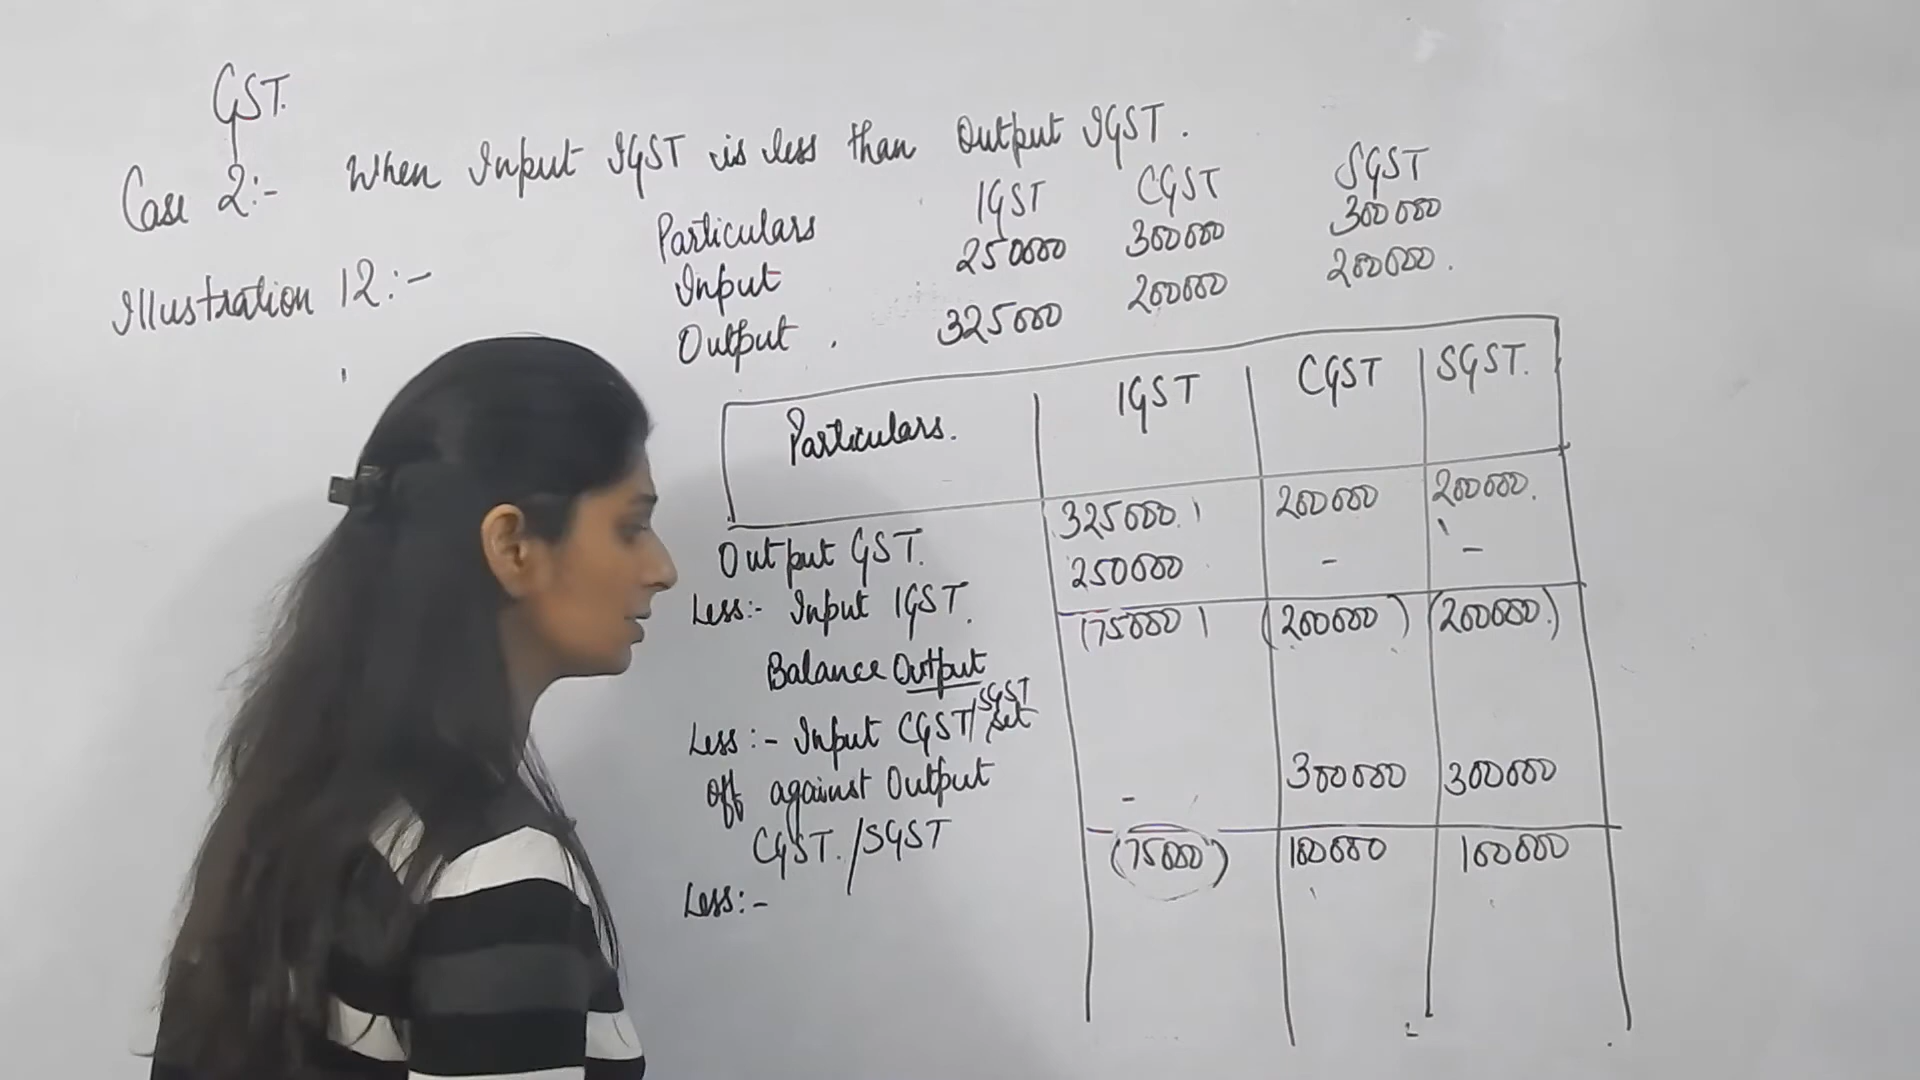 GST.
Case 2:- When Input IGST is less than Output IGST.
Particulars IGST CGST SGST
Illustration 12:- Input 250000 300000 300000
Output. 325000 200000 200000.
Particulars. IGST CGST SGST.
Output GST. 325000. 200000 200000.
Less:- Input IGST. 250000 - -
Balance Output (75000) (200000) (200000.)
Less:- Input CGST/SGST set
off against Output - 300000 300000
CGST./SGST (75000) 100000 100000
Less:-